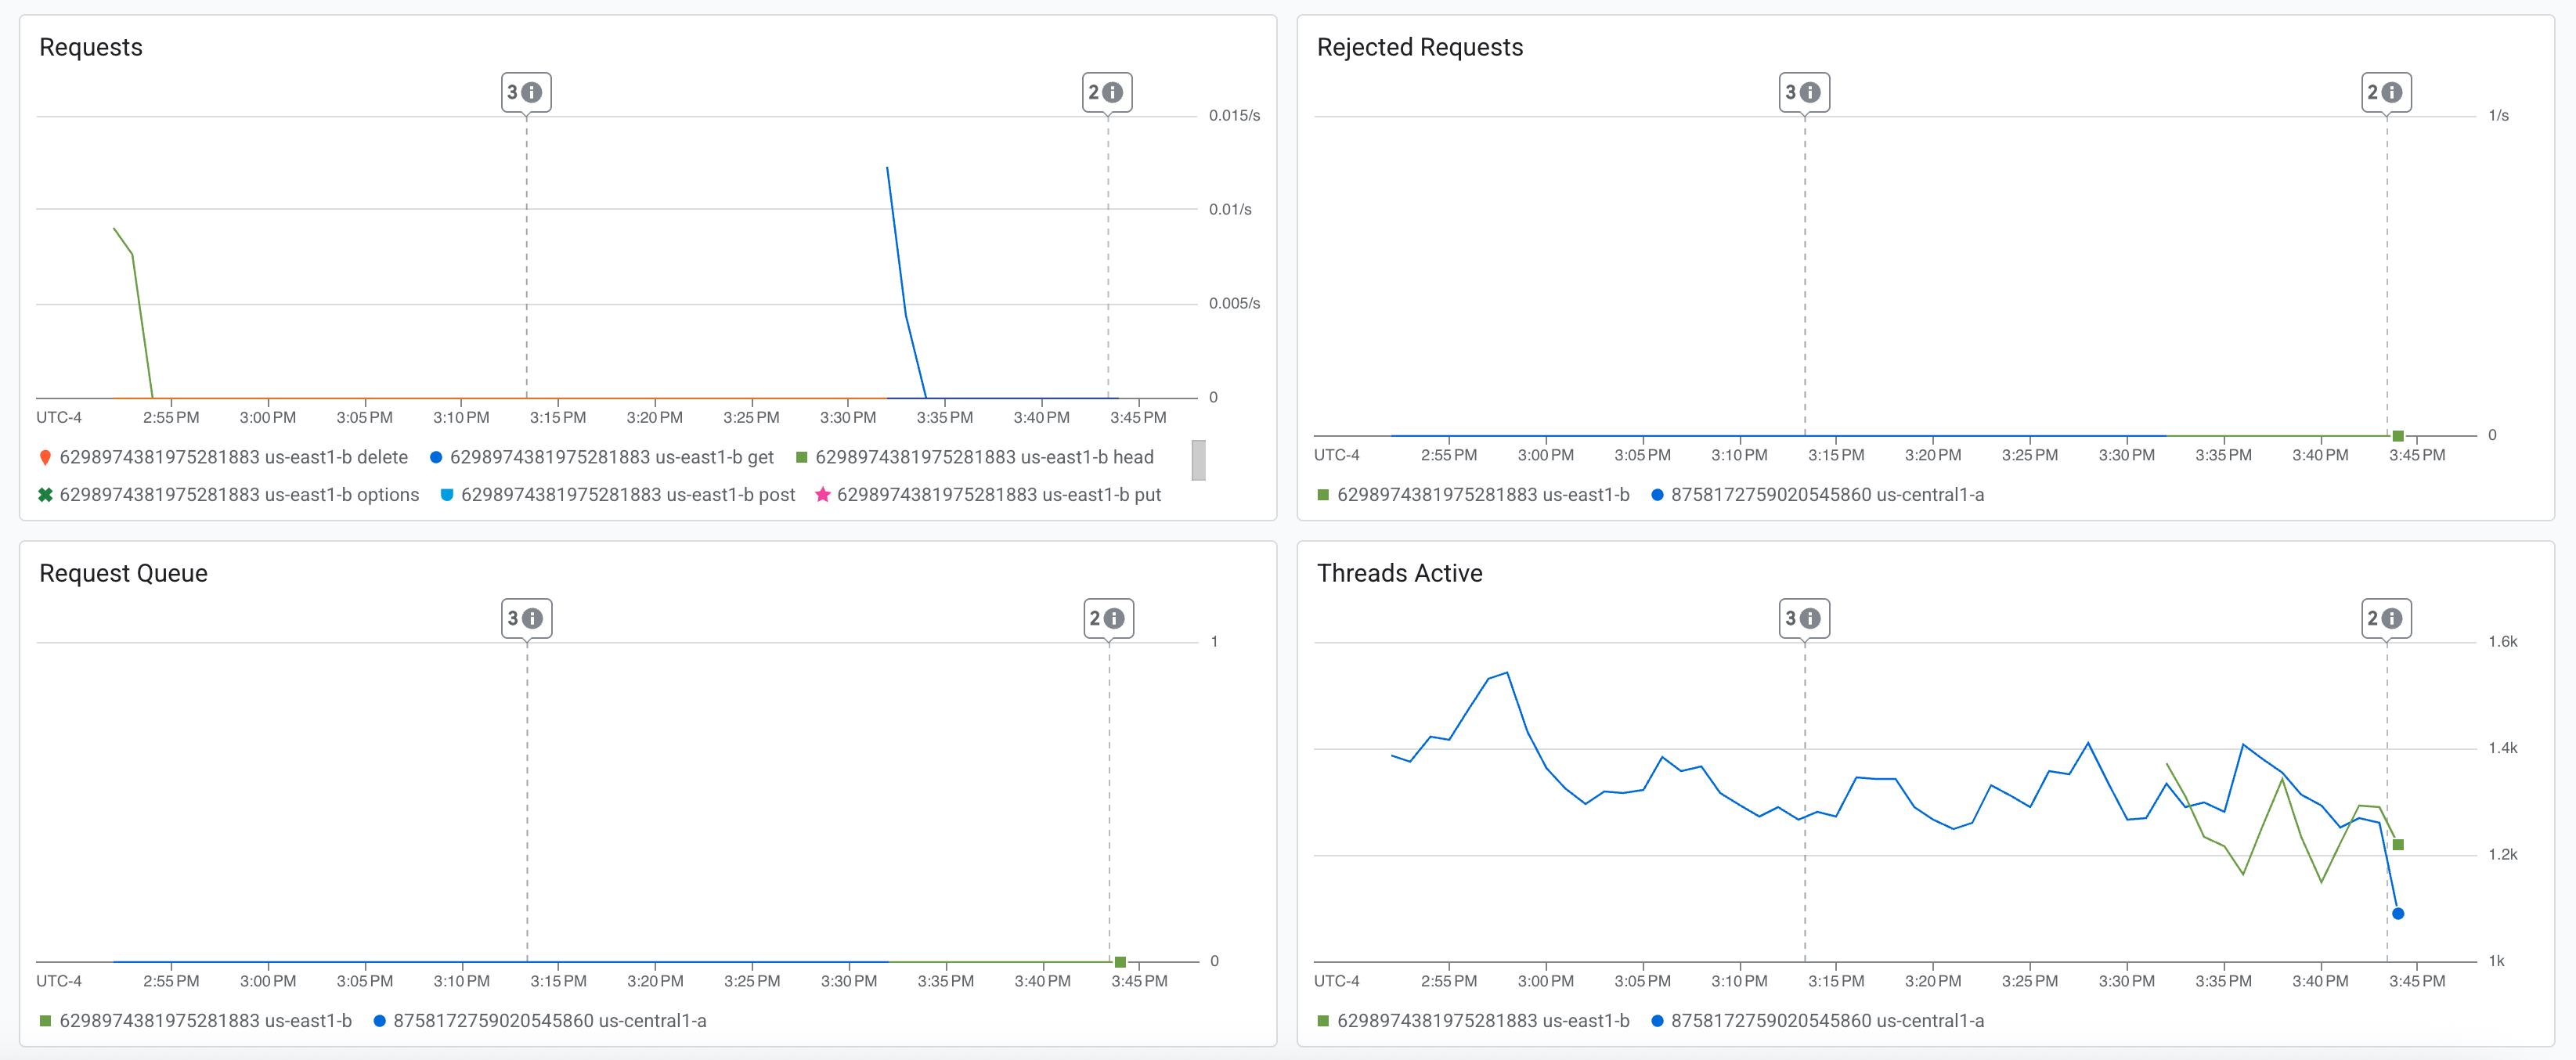 Requests
3 2
0.015/s
0.01/s
0.005/s
0
UTC-4 2:55 PM 3:00 PM 3:05 PM 3:10 PM 3:15 PM 3:20 PM 3:25 PM 3:30 PM 3:35 PM 3:40 PM 3:45 PM
6298974381975281883 us-east1-b delete 6298974381975281883 us-east1-b get 6298974381975281883 us-east1-b head
6298974381975281883 us-east1-b options 6298974381975281883 us-east1-b post 6298974381975281883 us-east1-b put
Rejected Requests
3 2
1/s
0
UTC-4 2:55 PM 3:00 PM 3:05 PM 3:10 PM 3:15 PM 3:20 PM 3:25 PM 3:30 PM 3:35 PM 3:40 PM 3:45 PM
6298974381975281883 us-east1-b 8758172759020545860 us-central1-a
Request Queue
3 2
1
0
UTC-4 2:55 PM 3:00 PM 3:05 PM 3:10 PM 3:15 PM 3:20 PM 3:25 PM 3:30 PM 3:35 PM 3:40 PM 3:45 PM
6298974381975281883 us-east1-b 8758172759020545860 us-central1-a
Threads Active
3 2
1.6k
1.4k
1.2k
1k
UTC-4 2:55 PM 3:00 PM 3:05 PM 3:10 PM 3:15 PM 3:20 PM 3:25 PM 3:30 PM 3:35 PM 3:40 PM 3:45 PM
6298974381975281883 us-east1-b 8758172759020545860 us-central1-a